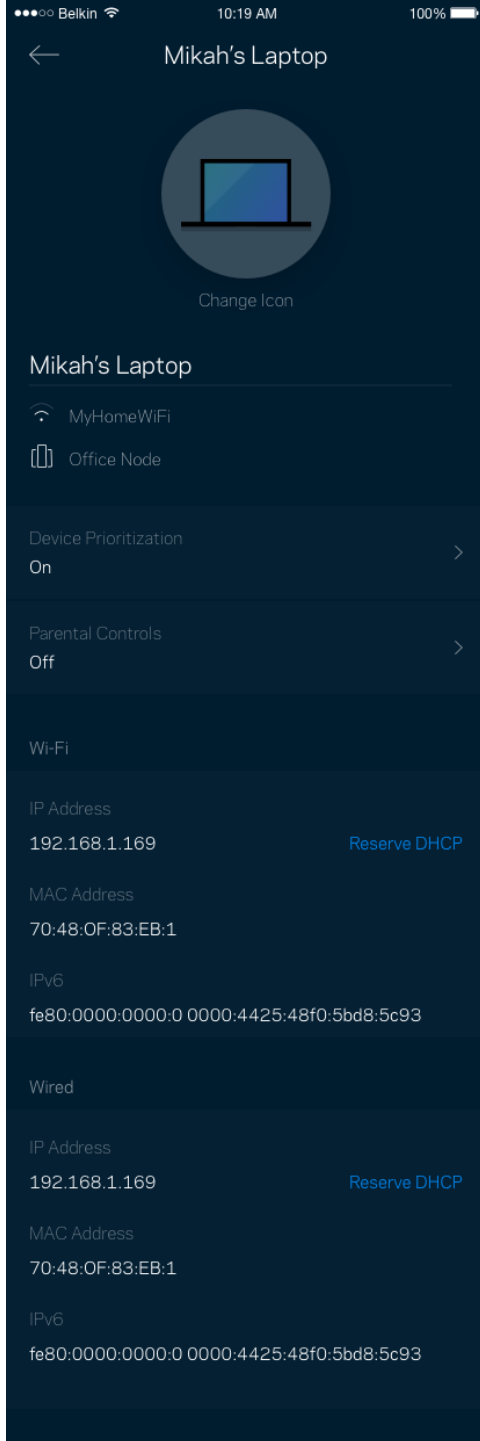 Belkin 10:19 AM 100%
Mikah's Laptop
Change Icon
Mikah's Laptop
MyHomeWiFi
Office Node
Device Prioritization
On
Parental Controls
Off
Wi-Fi
IP Address
192.168.1.169 Reserve DHCP
MAC Address
70:48:0F:83:EB:1
IPv6
fe80:0000:0000:0 0000:4425:48f0:5bd8:5c93
Wired
IP Address
192.168.1.169 Reserve DHCP
MAC Address
70:48:0F:83:EB:1
IPv6
fe80:0000:0000:0 0000:4425:48f0:5bd8:5c93